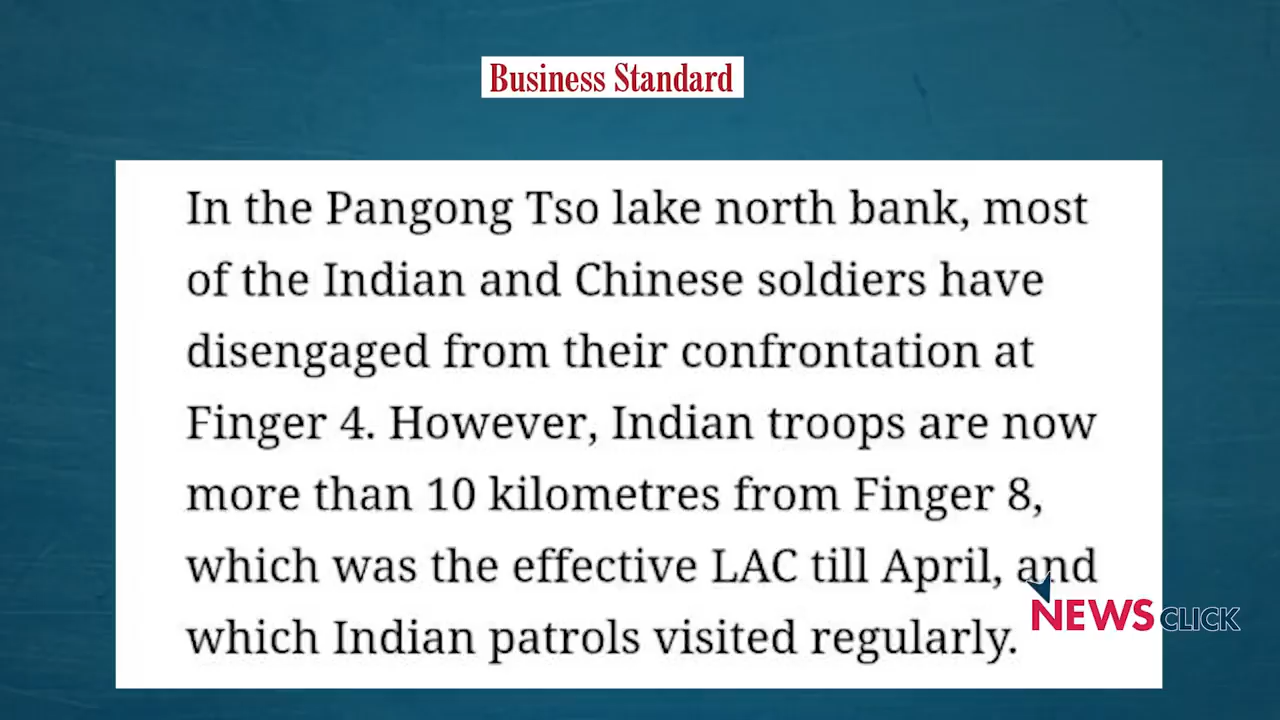 Business Standard
In the Pangong Tso lake north bank, most
of the Indian and Chinese soldiers have
disengaged from their confrontation at
Finger 4. However, Indian troops are now
more than 10 kilometres from Finger 8,
which was the effective LAC till April, and
which Indian patrols visited regularly.
NEWSCLICK